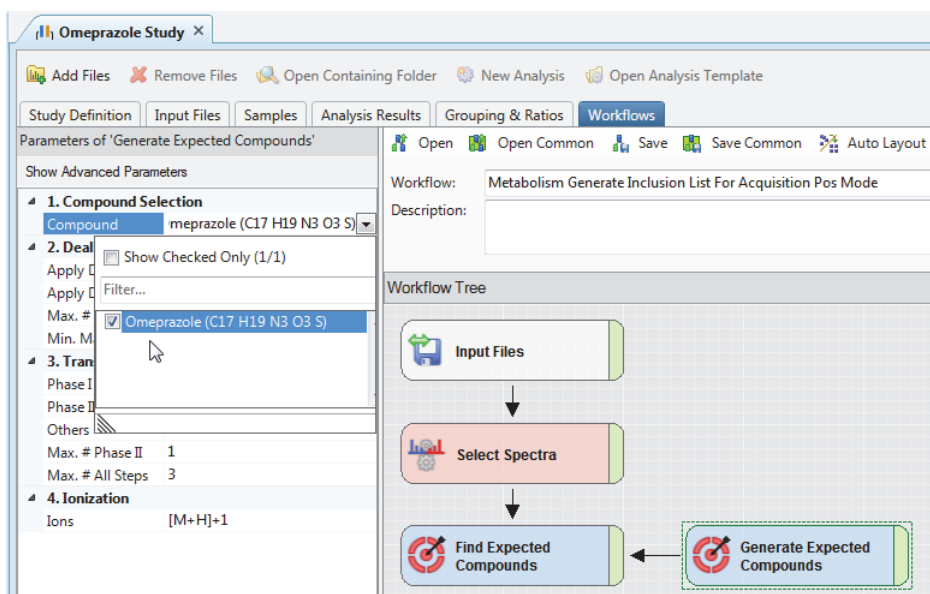 Omeprazole Study ×
Add Files Remove Files Open Containing Folder New Analysis Open Analysis Template
Study Definition Input Files Samples Analysis Results Grouping & Ratios Workflows
Parameters of 'Generate Expected Compounds'
Show Advanced Parameters
1. Compound Selection
Compound meprazole (C17 H19 N3 O3 S)
Show Checked Only (1/1)
Filter...
Omeprazole (C17 H19 N3 O3 S)
2. Deal
Apply D
Apply D
Max. #
Min. M
3. Tran
Phase I
Phase II
Others
Max. # Phase II 1
Max. # All Steps 3
4. Ionization
Ions [M+H]+1
Open Open Common Save Save Common Auto Layout
Workflow: Metabolism Generate Inclusion List For Acquisition Pos Mode
Description:
Workflow Tree
Input Files
Select Spectra
Find Expected
Compounds
Generate Expected
Compounds